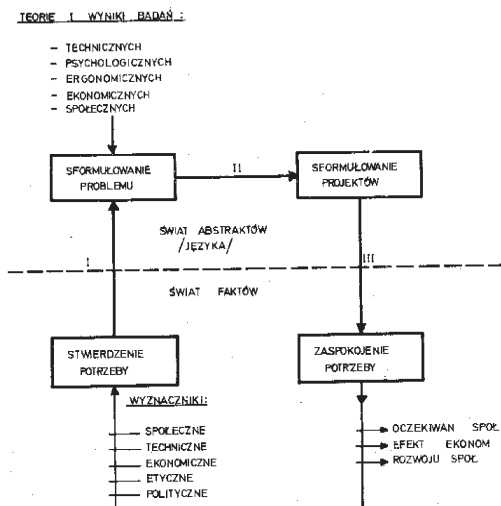 TEORIE I WYNIKI BADAŃ :
- TECHNICZNYCH
- PSYCHOLOGICZNYCH
- ERGONOMICZNYCH
- EKONOMICZNYCH
- SPOŁECZNYCH
SFORMUŁOWANIE
PROBLEMU
II
SFORMUŁOWANIE
PROJEKTÓW
ŚWIAT ABSTRAKTÓW
/JĘZYKA/
I
III
ŚWIAT FAKTÓW
STWIERDZENIE
POTRZEBY
ZASPOKOJENIE
POTRZEBY
WYZNACZNIKI:
SPOŁECZNE
TECHNICZNE
EKONOMICZNE
ETYCZNE
POLITYCZNE
OCZEKIWAN SPOŁ
EFEKT EKONOM
ROZWOJU SPOŁ